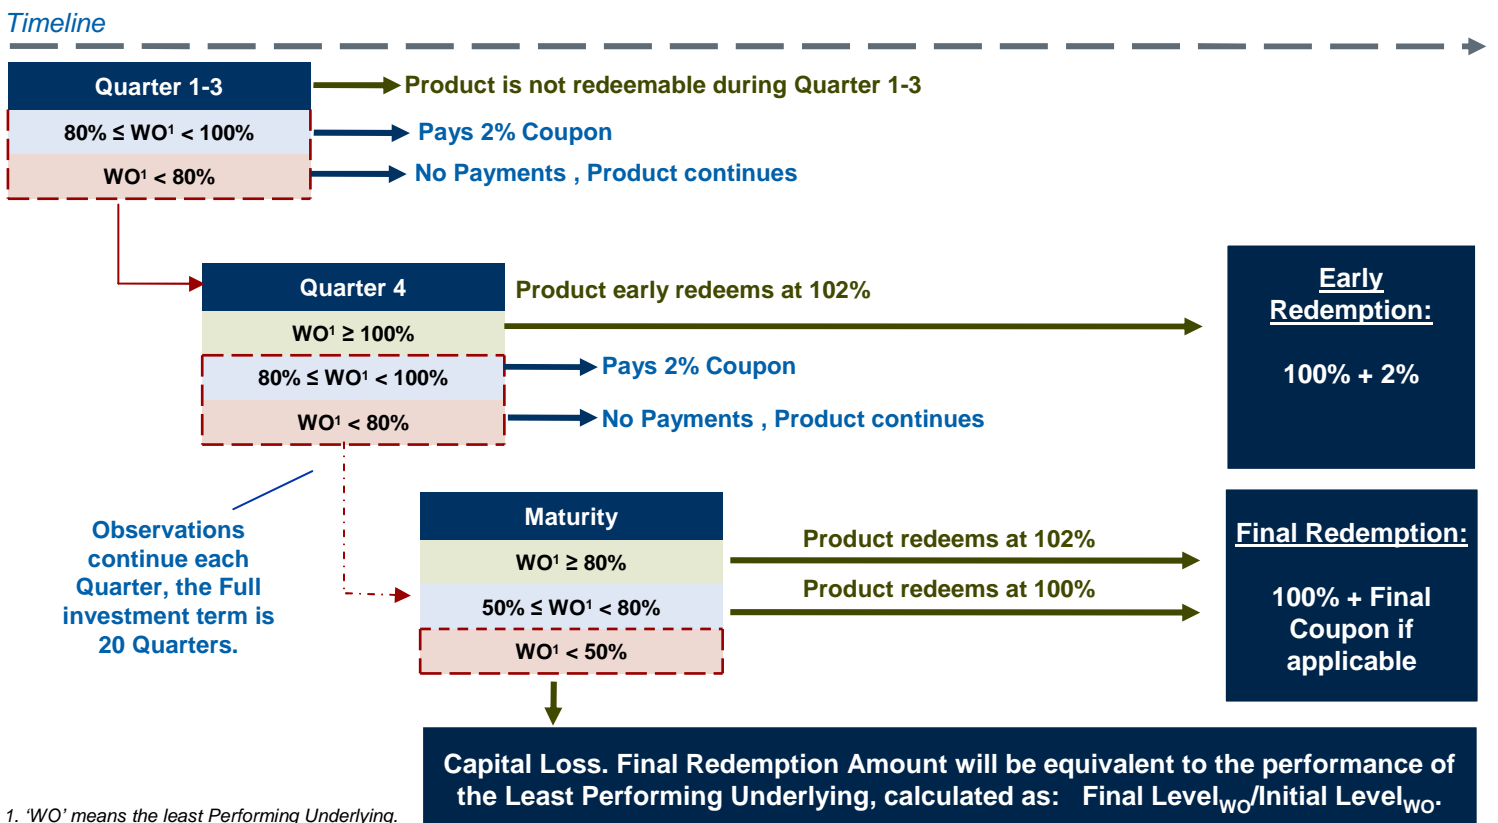 Timeline
Quarter 1-3
Product is not redeemable during Quarter 1-3
80% ≤ WO¹ < 100%
Pays 2% Coupon
WO¹ < 80%
No Payments , Product continues
Quarter 4
Product early redeems at 102%
WO¹ ≥ 100%
80% ≤ WO¹ < 100%
Pays 2% Coupon
WO¹ < 80%
No Payments , Product continues
Early
Redemption:
100% + 2%
Observations
continue each
Quarter, the Full
investment term is
20 Quarters.
Maturity
WO¹ ≥ 80%
Product redeems at 102%
50% ≤ WO¹ < 80%
Product redeems at 100%
WO¹ < 50%
Final Redemption:
100% + Final
Coupon if
applicable
Capital Loss. Final Redemption Amount will be equivalent to the performance of
the Least Performing Underlying, calculated as: Final LevelWO/Initial LevelWO.
1. ‘WO’ means the least Performing Underlying.